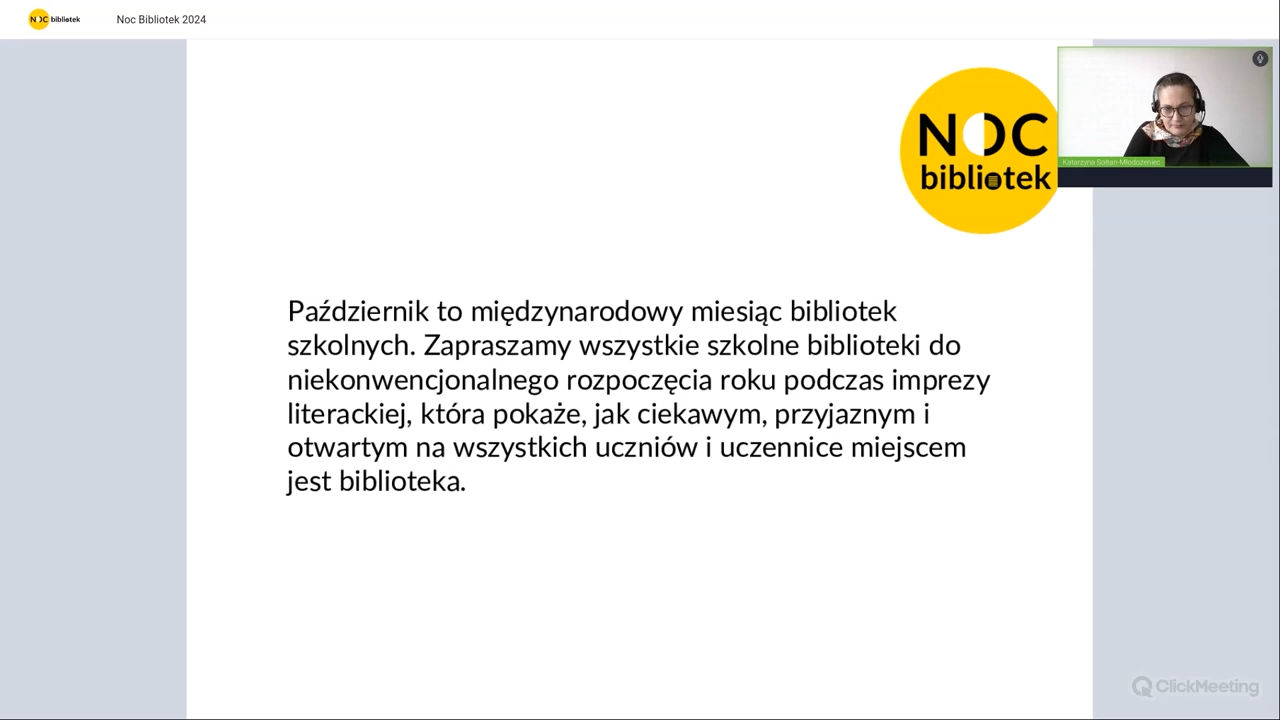 NOC bibliotek
Noc Bibliotek 2024
NOC
bibliotek
Katarzyna Sołtan-Młodożeniec
Październik to międzynarodowy miesiąc bibliotek
szkolnych. Zapraszamy wszystkie szkolne biblioteki do
niekonwencjonalnego rozpoczęcia roku podczas imprezy
literackiej, która pokaże, jak ciekawym, przyjaznym i
otwartym na wszystkich uczniów i uczennice miejscem
jest biblioteka.
ClickMeeting